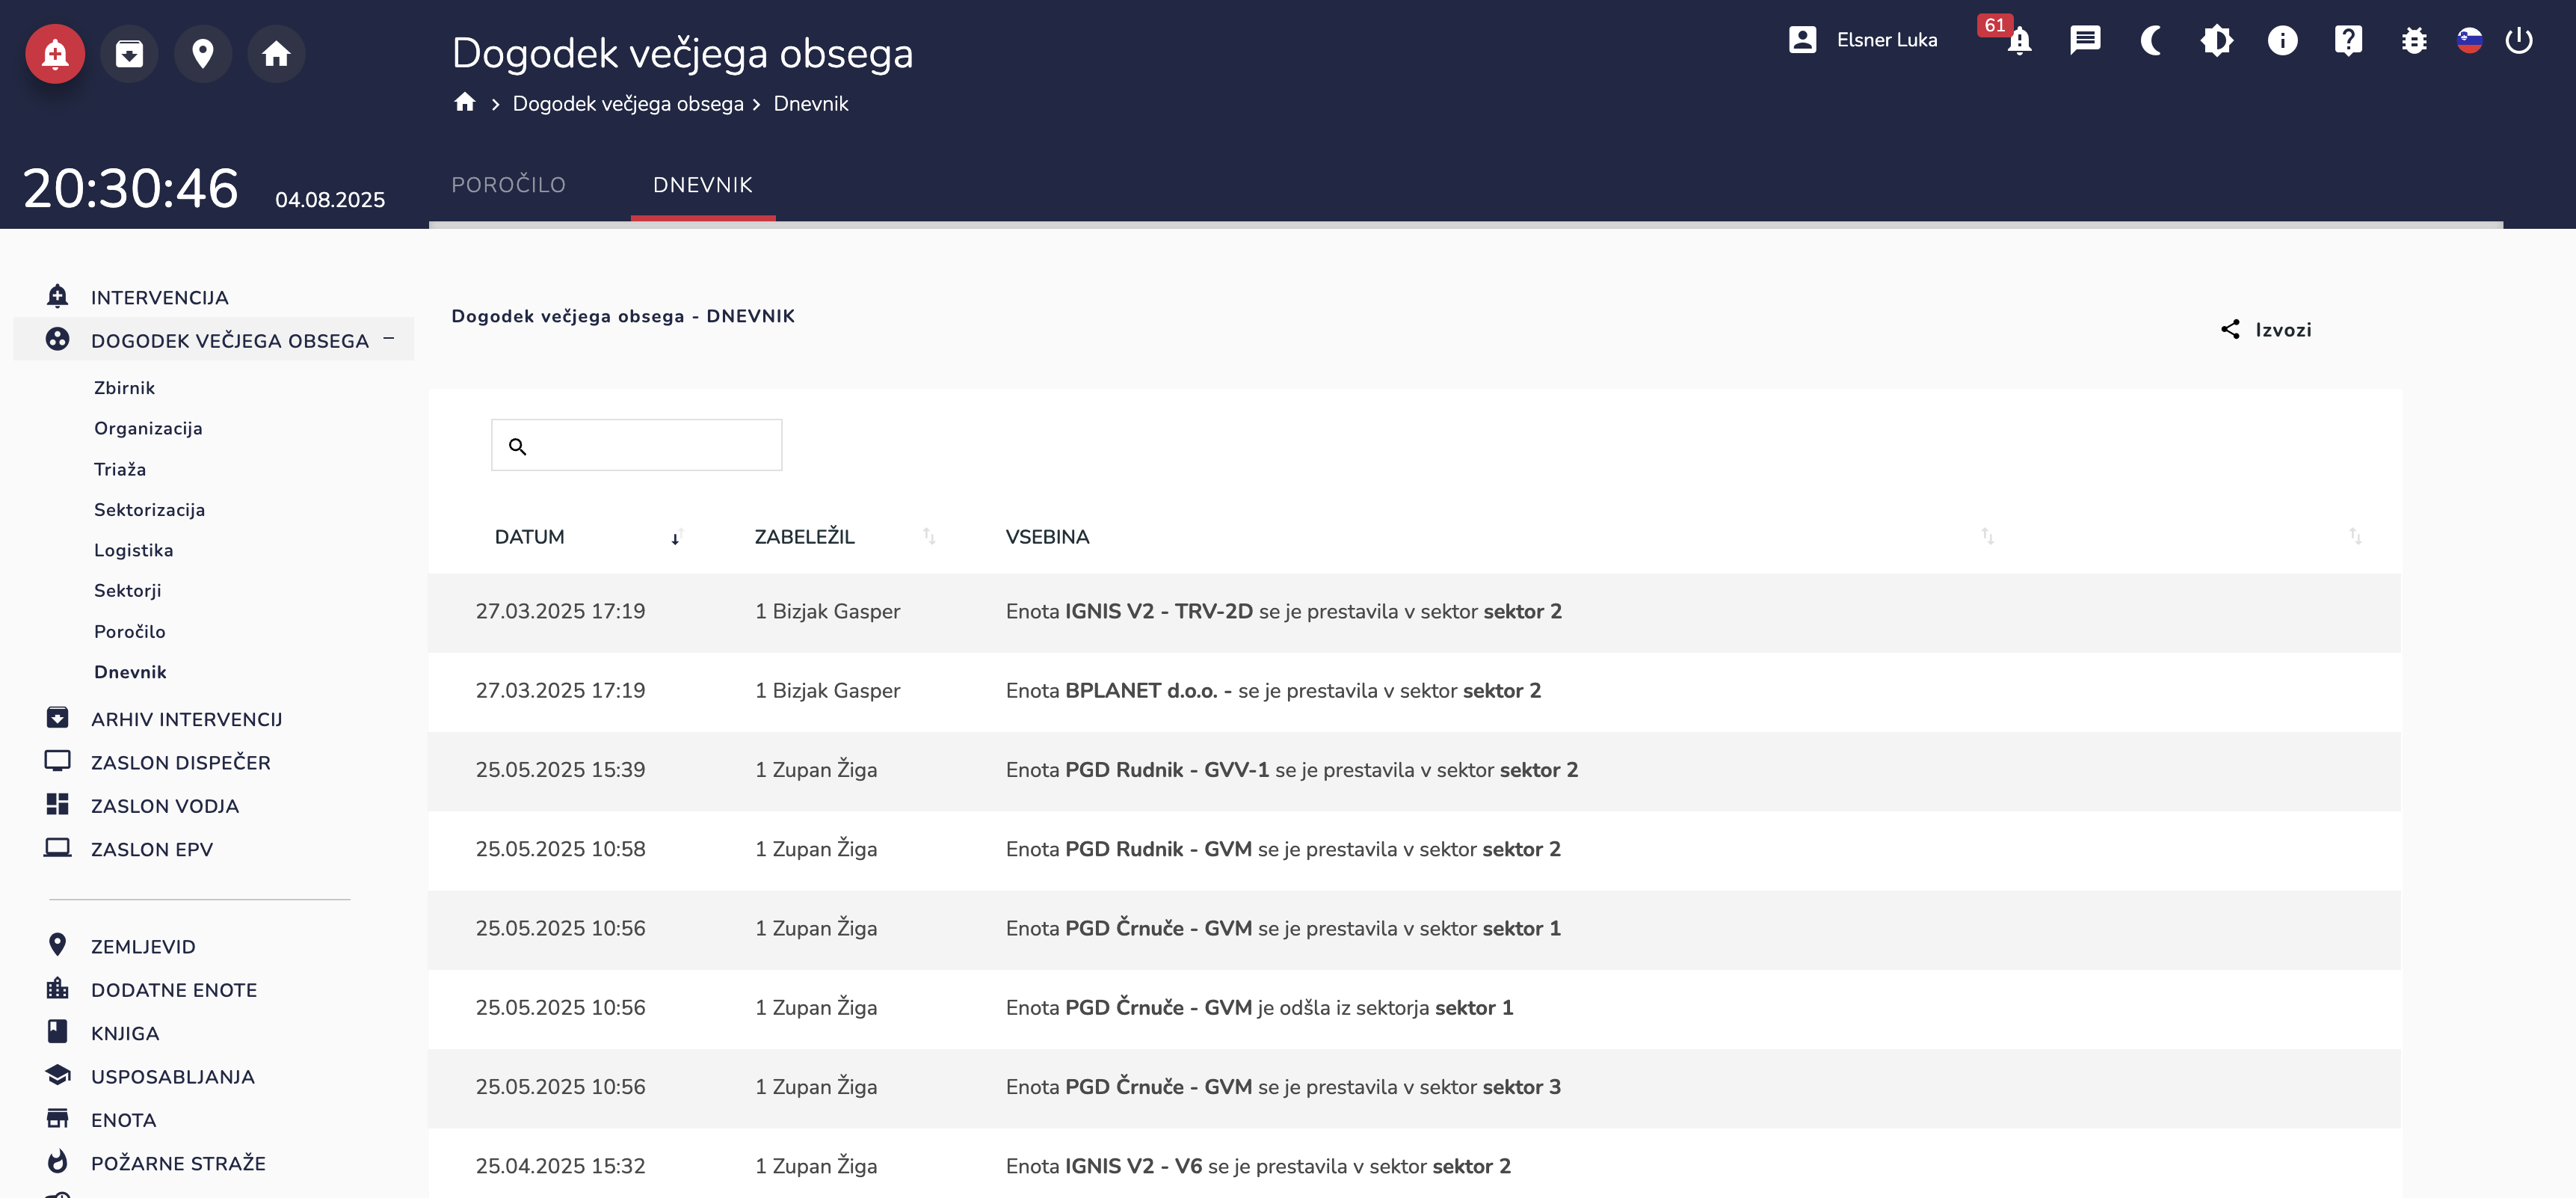 Dogodek večjega obsega
Elsner Luka
61
Dogodek večjega obsega > Dnevnik
20:30:46 04.08.2025
POROČILO DNEVNIK
INTERVENCIJA
DOGODEK VEČJEGA OBSEGA –
Zbirnik
Organizacija
Triaža
Sektorizacija
Logistika
Sektorji
Poročilo
Dnevnik
ARHIV INTERVENCIJ
ZASLON DISPEČER
ZASLON VODJA
ZASLON EPV
ZEMLJEVID
DODATNE ENOTE
KNJIGA
USPOSABLJANJA
ENOTA
POŽARNE STRAŽE
Dogodek večjega obsega - DNEVNIK
Izvozi
DATUM ZABELEŽIL VSEBINA
27.03.2025 17:19 1 Bizjak Gasper Enota IGNIS V2 - TRV-2D se je prestavila v sektor sektor 2
27.03.2025 17:19 1 Bizjak Gasper Enota BPLANET d.o.o. - se je prestavila v sektor sektor 2
25.05.2025 15:39 1 Zupan Žiga Enota PGD Rudnik - GVV-1 se je prestavila v sektor sektor 2
25.05.2025 10:58 1 Zupan Žiga Enota PGD Rudnik - GVM se je prestavila v sektor sektor 2
25.05.2025 10:56 1 Zupan Žiga Enota PGD Črnuče - GVM se je prestavila v sektor sektor 1
25.05.2025 10:56 1 Zupan Žiga Enota PGD Črnuče - GVM je odšla iz sektorja sektor 1
25.05.2025 10:56 1 Zupan Žiga Enota PGD Črnuče - GVM se je prestavila v sektor sektor 3
25.04.2025 15:32 1 Zupan Žiga Enota IGNIS V2 - V6 se je prestavila v sektor sektor 2